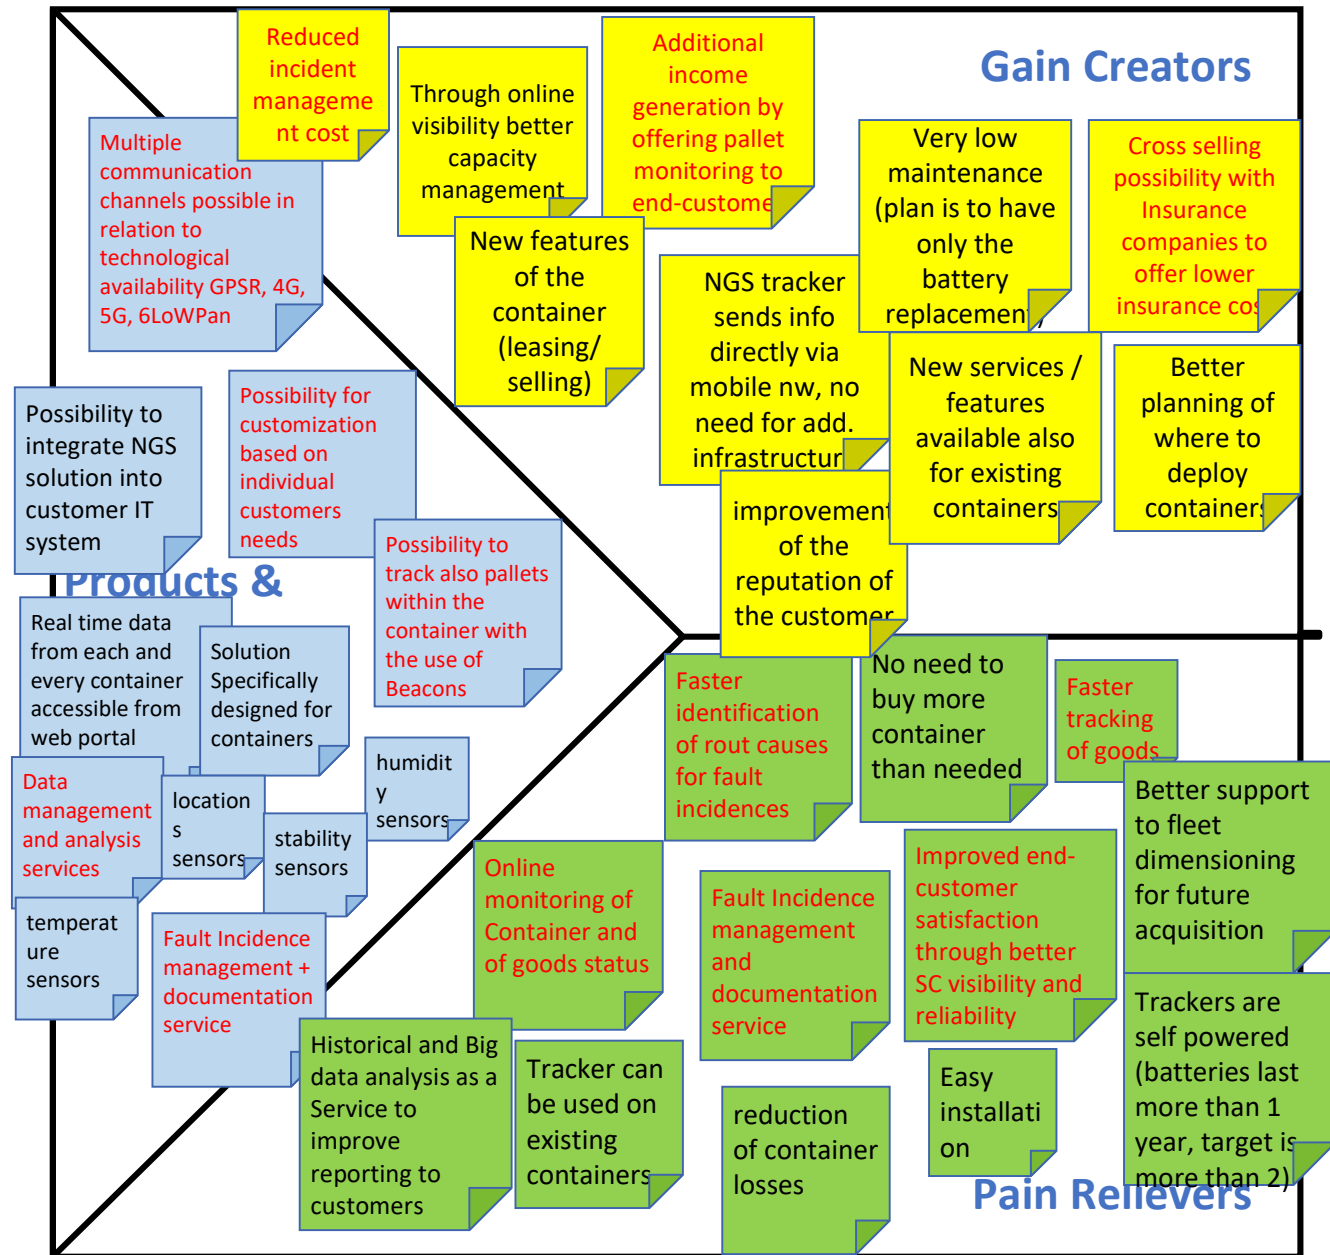 Gain Creators
Reduced
incident
manageme
nt cost
Through online
visibility better
capacity
management
Additional
income
generation by
offering pallet
monitoring to
end-custome
Very low
maintenance
(plan is to have
only the
battery
replacement)
Cross selling
possibility with
Insurance
companies to
offer lower
insurance cos
New features
of the
container
(leasing/
selling)
NGS tracker
sends info
directly via
mobile nw, no
need for add.
infrastructur
New services /
features
available also
for existing
containers
Better
planning of
where to
deploy
containers
improvement
of the
reputation of
the customer
Multiple
communication
channels possible in
relation to
technological
availability GPSR, 4G,
5G, 6LoWPan
Possibility to
integrate NGS
solution into
customer IT
system
Possibility for
customization
based on
individual
customers
needs
Possibility to
track also pallets
within the
container with
the use of
Beacons
Products &
Real time data
from each and
every container
accessible from
web portal
Solution
Specifically
designed for
containers
Data
management
and analysis
services
location
s
sensors
stability
sensors
humidit
y
sensors
temperat
ure
sensors
Fault Incidence
management +
documentation
service
Faster
identification
of rout causes
for fault
incidences
No need to
buy more
container
than needed
Faster
tracking
of goods
Better support
to fleet
dimensioning
for future
acquisition
Online
monitoring of
Container and
of goods status
Fault Incidence
management
and
documentation
service
Improved end-
customer
satisfaction
through better
SC visibility and
reliability
Trackers are
self powered
(batteries last
more than 1
year, target is
more than 2)
Historical and Big
data analysis as a
Service to
improve
reporting to
customers
Tracker can
be used on
existing
containers
reduction
of container
losses
Easy
installati
on
Pain Relievers